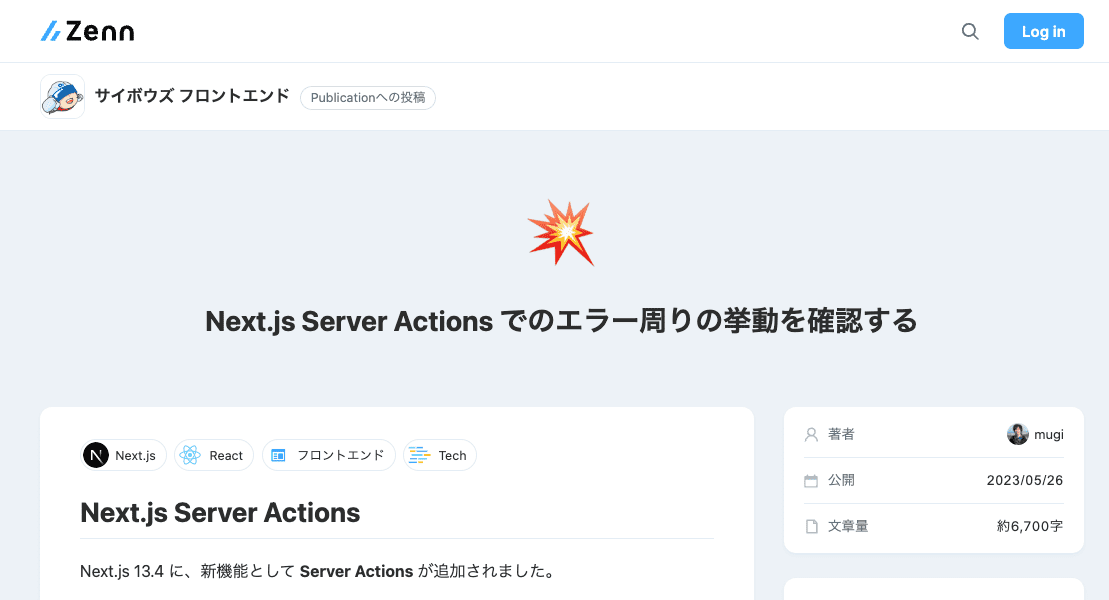 Zenn
Log in
サイボウズ フロントエンド
Publicationへの投稿
Next.js Server Actions でのエラー周りの挙動を確認する
Next.js
React
フロントエンド
Tech
Next.js Server Actions
Next.js 13.4 に、新機能として Server Actions が追加されました。
著者
mugi
公開
2023/05/26
文章量
約6,700字